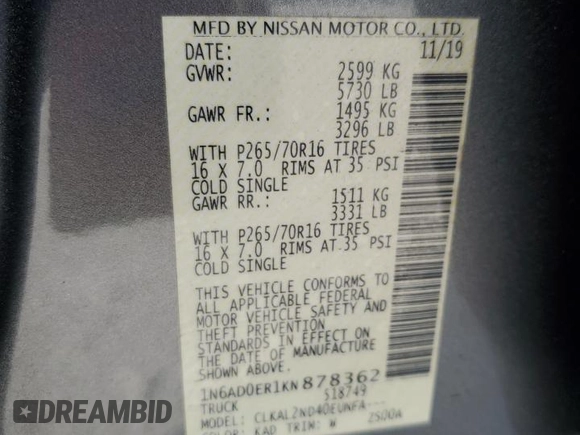 MFD BY NISSAN MOTOR CO., LTD.
DATE: 11/19
GVWR: 2599 KG
5730 LB
GAWR FR.: 1495 KG
3296 LB
WITH P265/70R16 TIRES
16 X 7.0 RIMS AT 35 PSI
COLD SINGLE
GAWR RR.: 1511 KG
3331 LB
WITH P265/70R16 TIRES
16 X 7.0 RIMS AT 35 PSI
COLD SINGLE
THIS VEHICLE CONFORMS TO
ALL APPLICABLE FEDERAL
MOTOR VEHICLE SAFETY AND
THEFT PREVENTION
STANDARDS IN EFFECT ON
THE DATE OF MANUFACTURE
SHOWN ABOVE.
1N6AD0ER1KN878362
TRUCK 518749
MODEL: CLKAL2ND40EUNFA---
COLOR: KAD TRIM: W 2500A